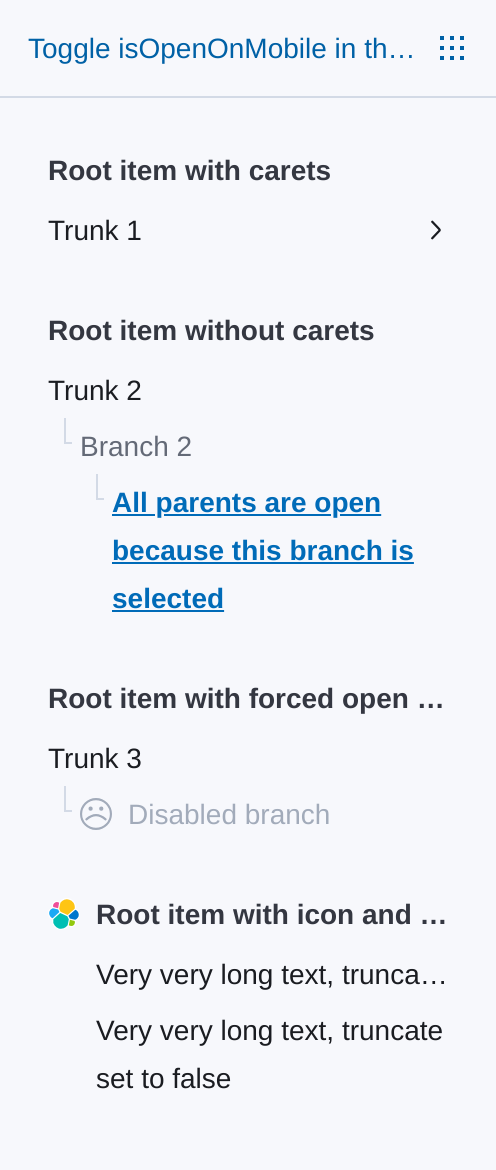 Toggle isOpenOnMobile in th…
Root item with carets
Trunk 1
Root item without carets
Trunk 2
Branch 2
All parents are open
because this branch is
selected
Root item with forced open …
Trunk 3
Disabled branch
Root item with icon and …
Very very long text, trunca…
Very very long text, truncate
set to false